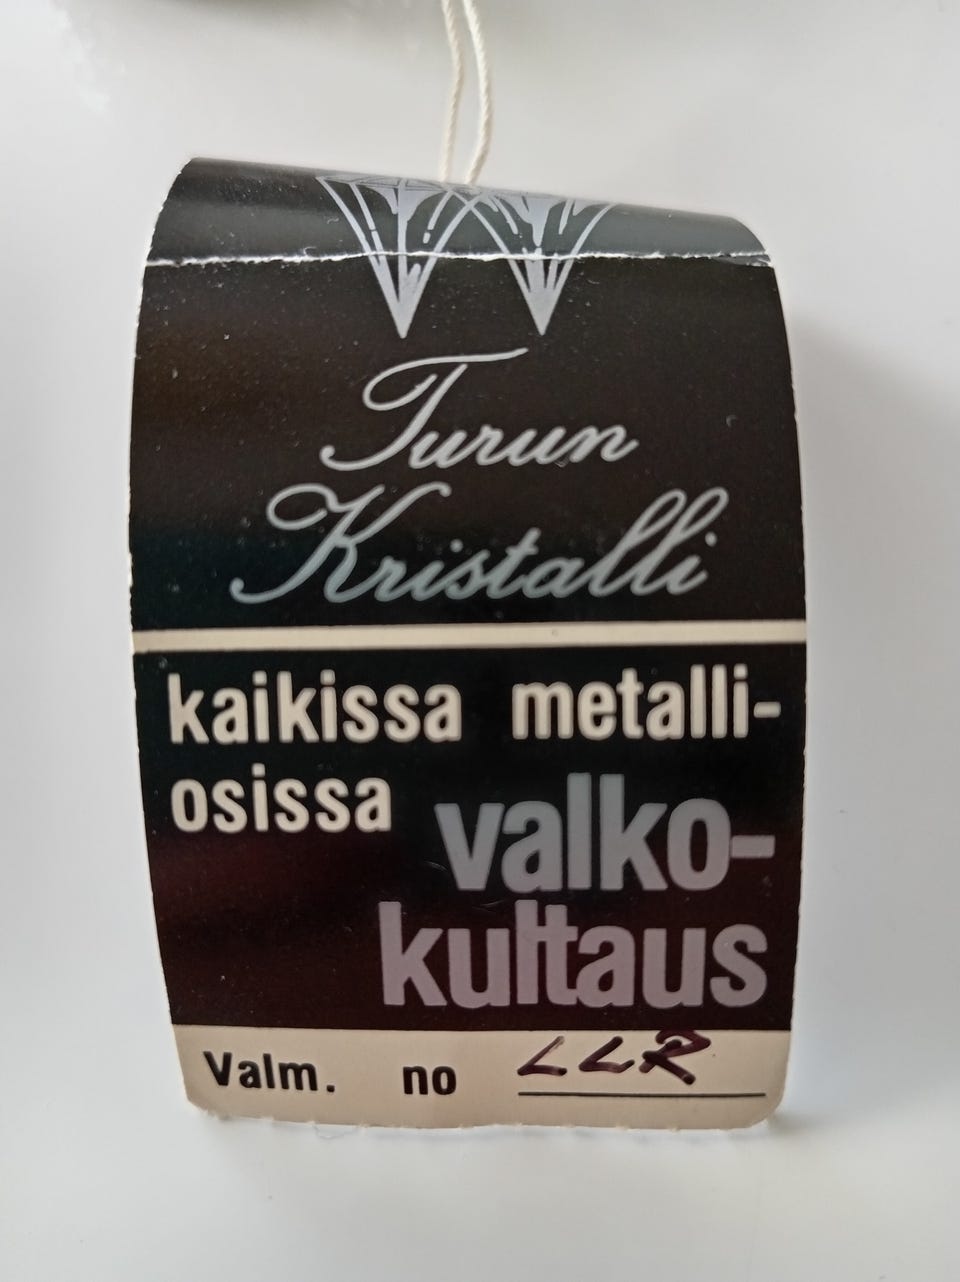 Turun
Kristalli
kaikissa metalli-
osissa valko-
kultaus
Valm. no LLR